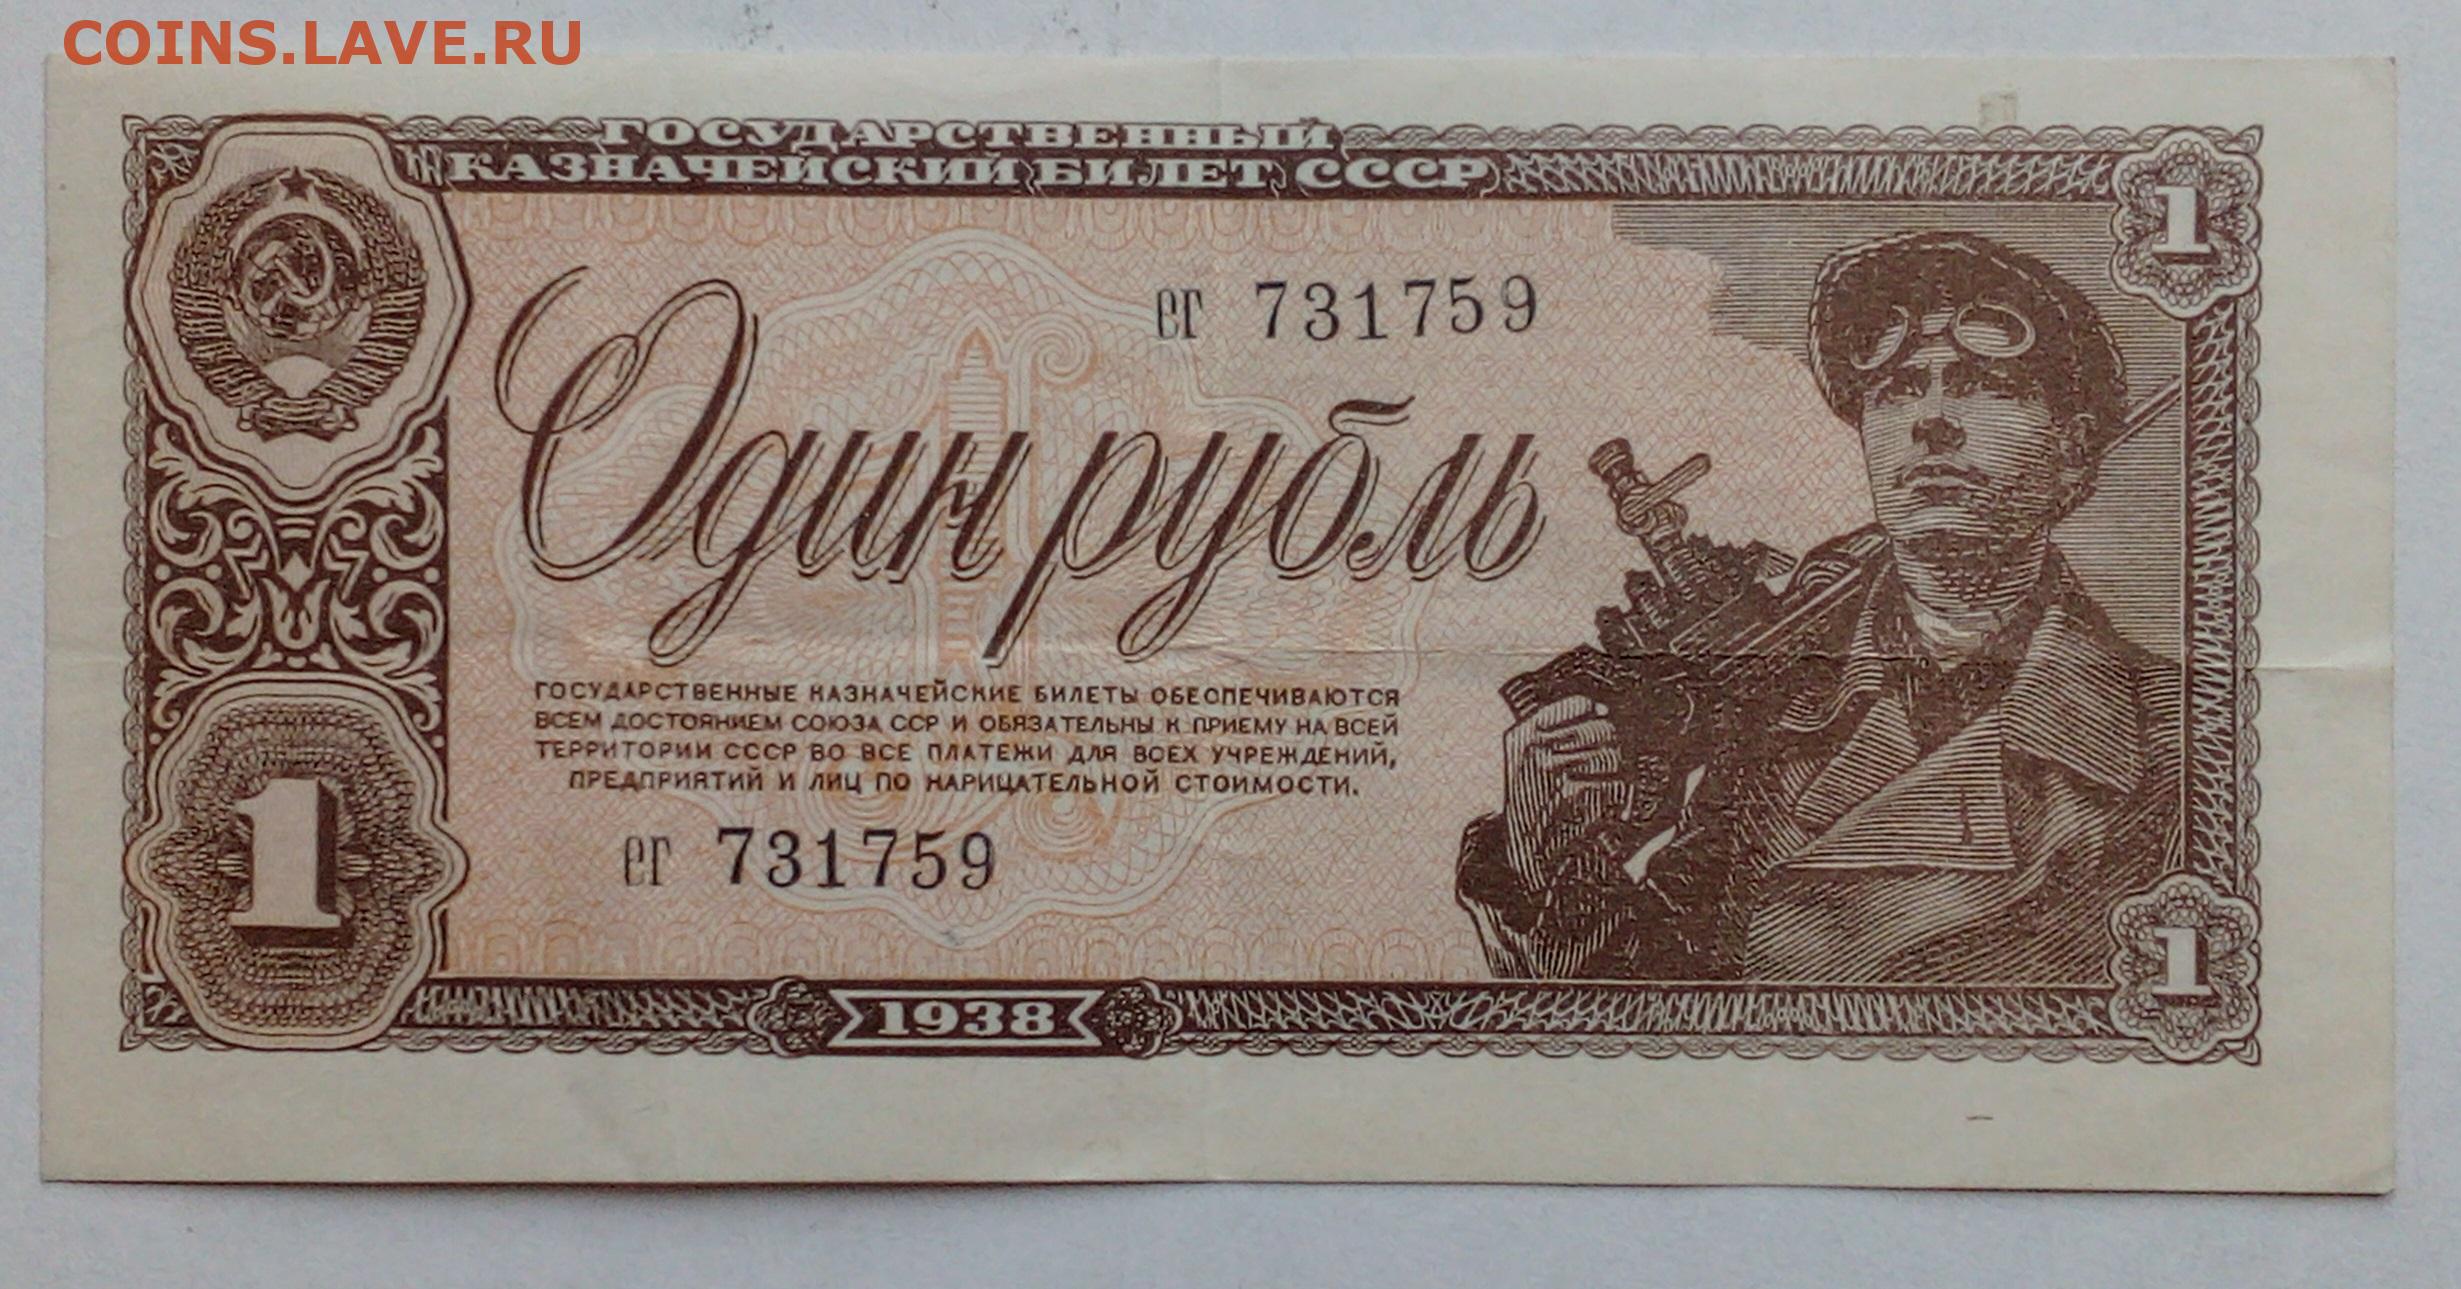 COINS.LAVE.RU
ГОСУДАРСТВЕННЫЙ
КАЗНАЧЕЙСКИЙ БИЛЕТ СССР
1
ег 731759
Один рубль
ГОСУДАРСТВЕННЫЕ КАЗНАЧЕЙСКИЕ БИЛЕТЫ ОБЕСПЕЧИВАЮТСЯ
ВСЕМ ДОСТОЯНИЕМ СОЮЗА ССР И ОБЯЗАТЕЛЬНЫ К ПРИЕМУ НА ВСЕЙ
ТЕРРИТОРИИ СССР ВО ВСЕ ПЛАТЕЖИ ДЛЯ ВСЕХ УЧРЕЖДЕНИЙ,
ПРЕДПРИЯТИЙ И ЛИЦ ПО НАРИЦАТЕЛЬНОЙ СТОИМОСТИ.
1
ег 731759
1
1938